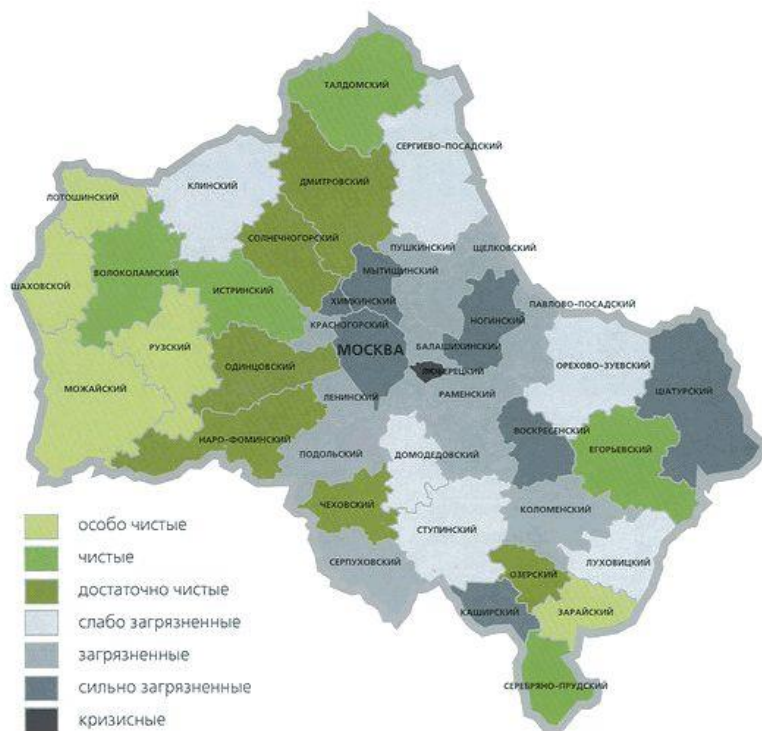 ТАЛДОМСКИЙ
СЕРГИЕВО-ПОСАДСКИЙ
КЛИНСКИЙ
ДМИТРОВСКИЙ
ЛОТОШИНСКИЙ
СОЛНЕЧНОГОРСКИЙ
ПУШКИНСКИЙ
ЩЕЛКОВСКИЙ
ВОЛОКОЛАМСКИЙ
МЫТИЩИНСКИЙ
ШАХОВСКОЙ
ИСТРИНСКИЙ
ХИМКИНСКИЙ
ПАВЛОВО-ПОСАДСКИЙ
НОГИНСКИЙ
КРАСНОГОРСКИЙ
РУЗСКИЙ
МОСКВА
БАЛАШИХИНСКИЙ
ОДИНЦОВСКИЙ
ЛЮБЕРЕЦКИЙ
ОРЕХОВО-ЗУЕВСКИЙ
МОЖАЙСКИЙ
ЛЕНИНСКИЙ
РАМЕНСКИЙ
ШАТУРСКИЙ
НАРО-ФОМИНСКИЙ
ВОСКРЕСЕНСКИЙ
ПОДОЛЬСКИЙ
ДОМОДЕДОВСКИЙ
ЕГОРЬЕВСКИЙ
ЧЕХОВСКИЙ
КОЛОМЕНСКИЙ
СТУПИНСКИЙ
СЕРПУХОВСКИЙ
ЛУХОВИЦКИЙ
ОЗЕРСКИЙ
КАШИРСКИЙ
ЗАРАЙСКИЙ
СЕРЕБРЯНО-ПРУДСКИЙ
особо чистые
чистые
достаточно чистые
слабо загрязненные
загрязненные
сильно загрязненные
кризисные